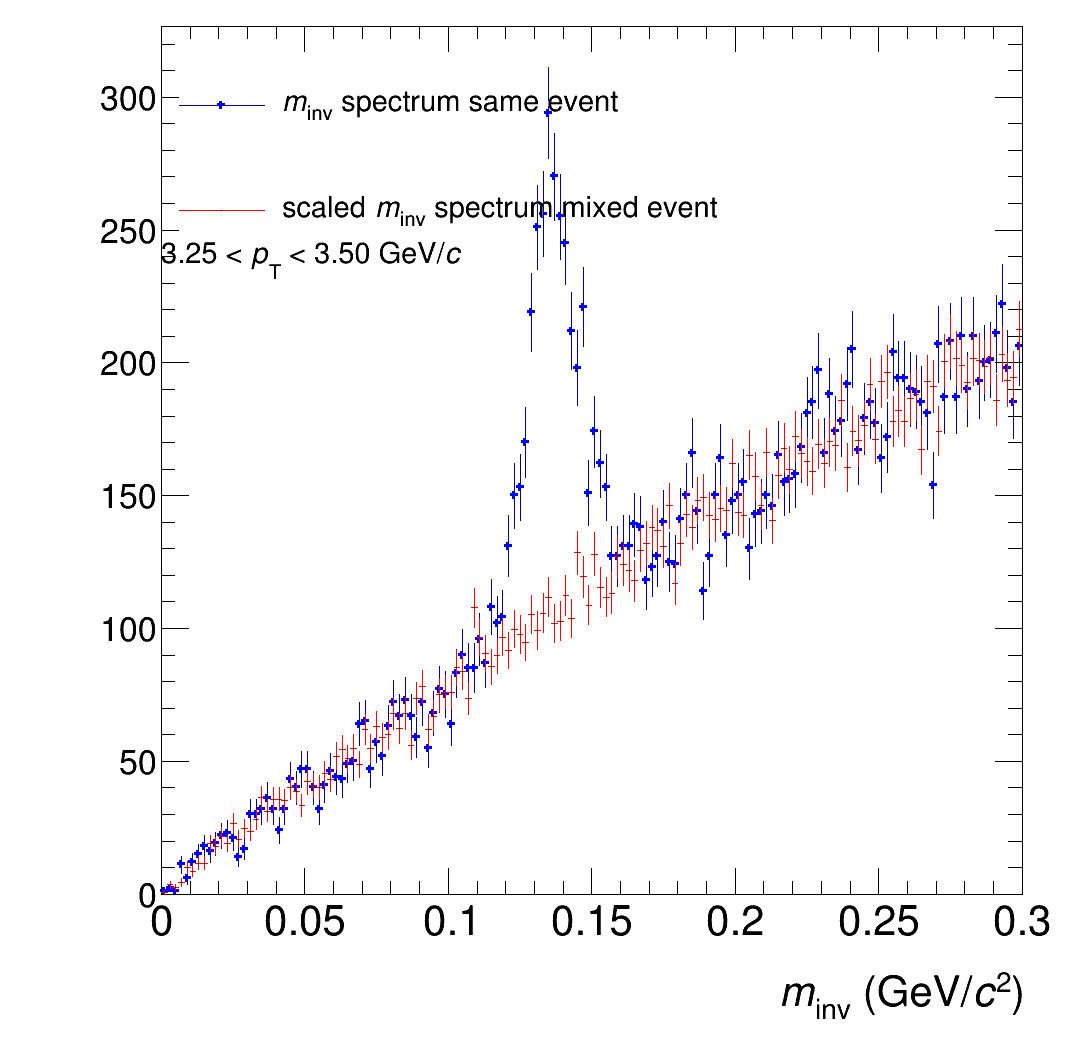 300
m_inv spectrum same event
scaled m_inv spectrum mixed event
250
3.25 < p_T < 3.50 GeV/c
200
150
100
50
0
0 0.05 0.1 0.15 0.2 0.25 0.3
m_inv (GeV/c²)